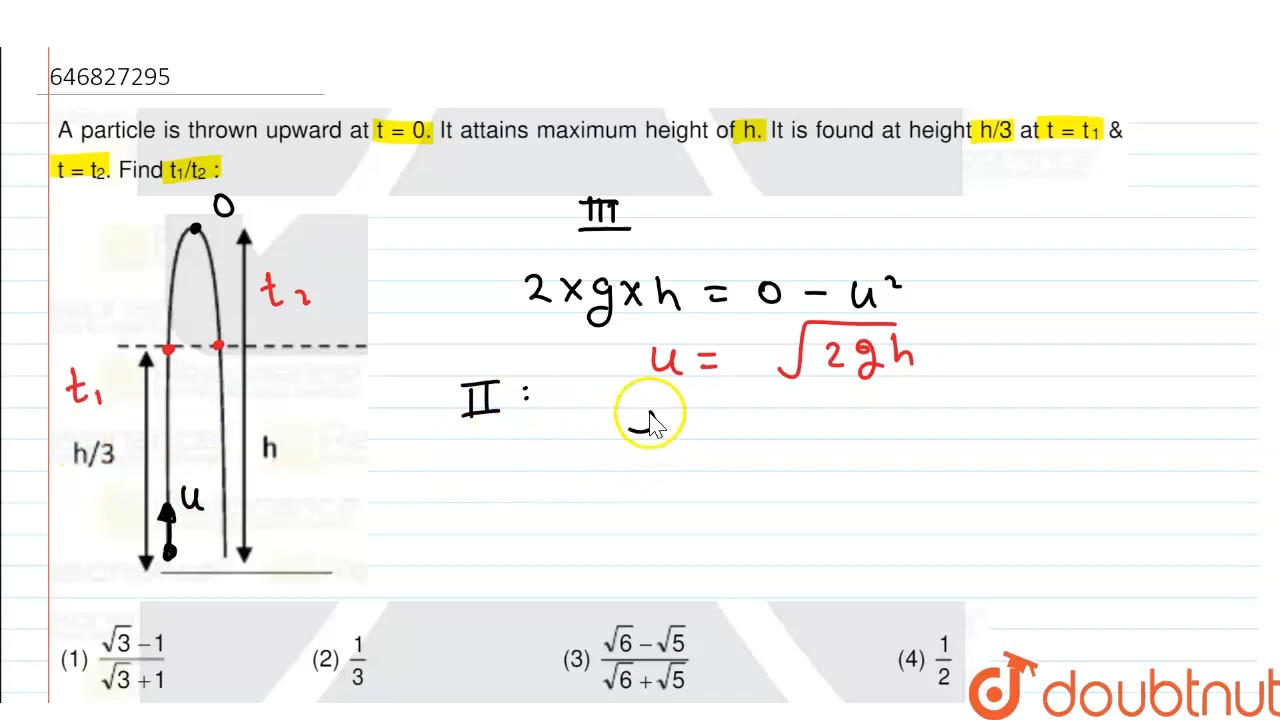 646827295
A particle is thrown upward at t = 0. It attains maximum height of h. It is found at height h/3 at t = t₁ &
t = t₂. Find t₁/t₂ :
O
III
2×g×h = 0 – u²
t₂
u = √2gh
t₁
II :
h/3
h
u
(1) √3 – 1 / √3 + 1
(2) 1/3
(3) √6 – √5 / √6 + √5
(4) 1/2
doubtnut